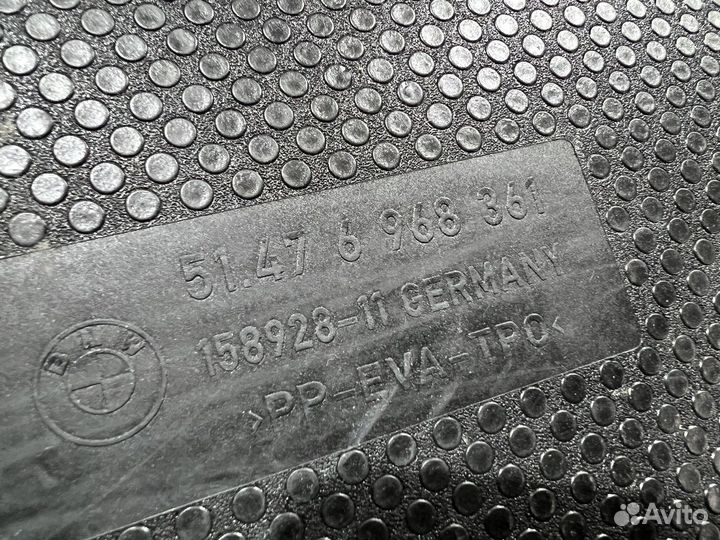 51.47 6 968 361
158928-11 GERMANY
>PP-EVA-TPO<
BMW
Avito